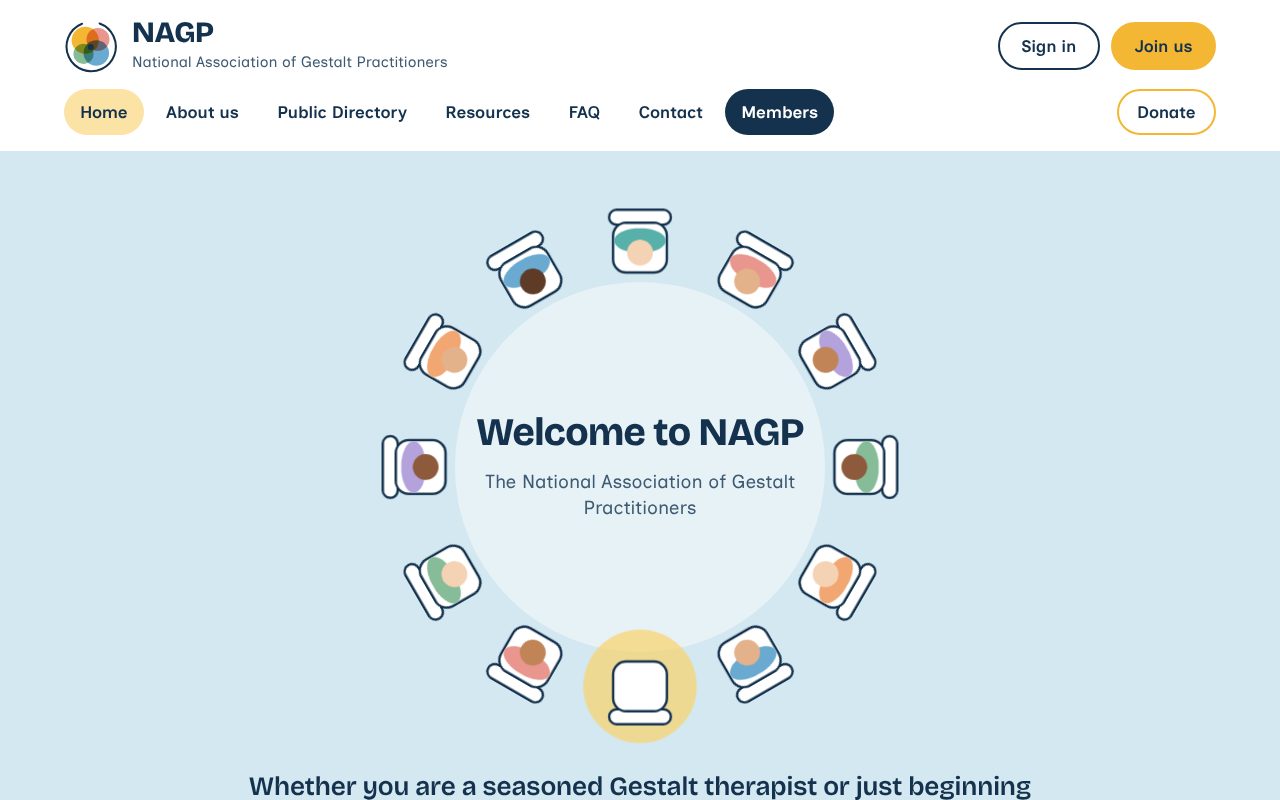 NAGP
National Association of Gestalt Practitioners
Sign in
Join us
Home
About us
Public Directory
Resources
FAQ
Contact
Members
Donate
Welcome to NAGP
The National Association of Gestalt
Practitioners
Whether you are a seasoned Gestalt therapist or just beginning